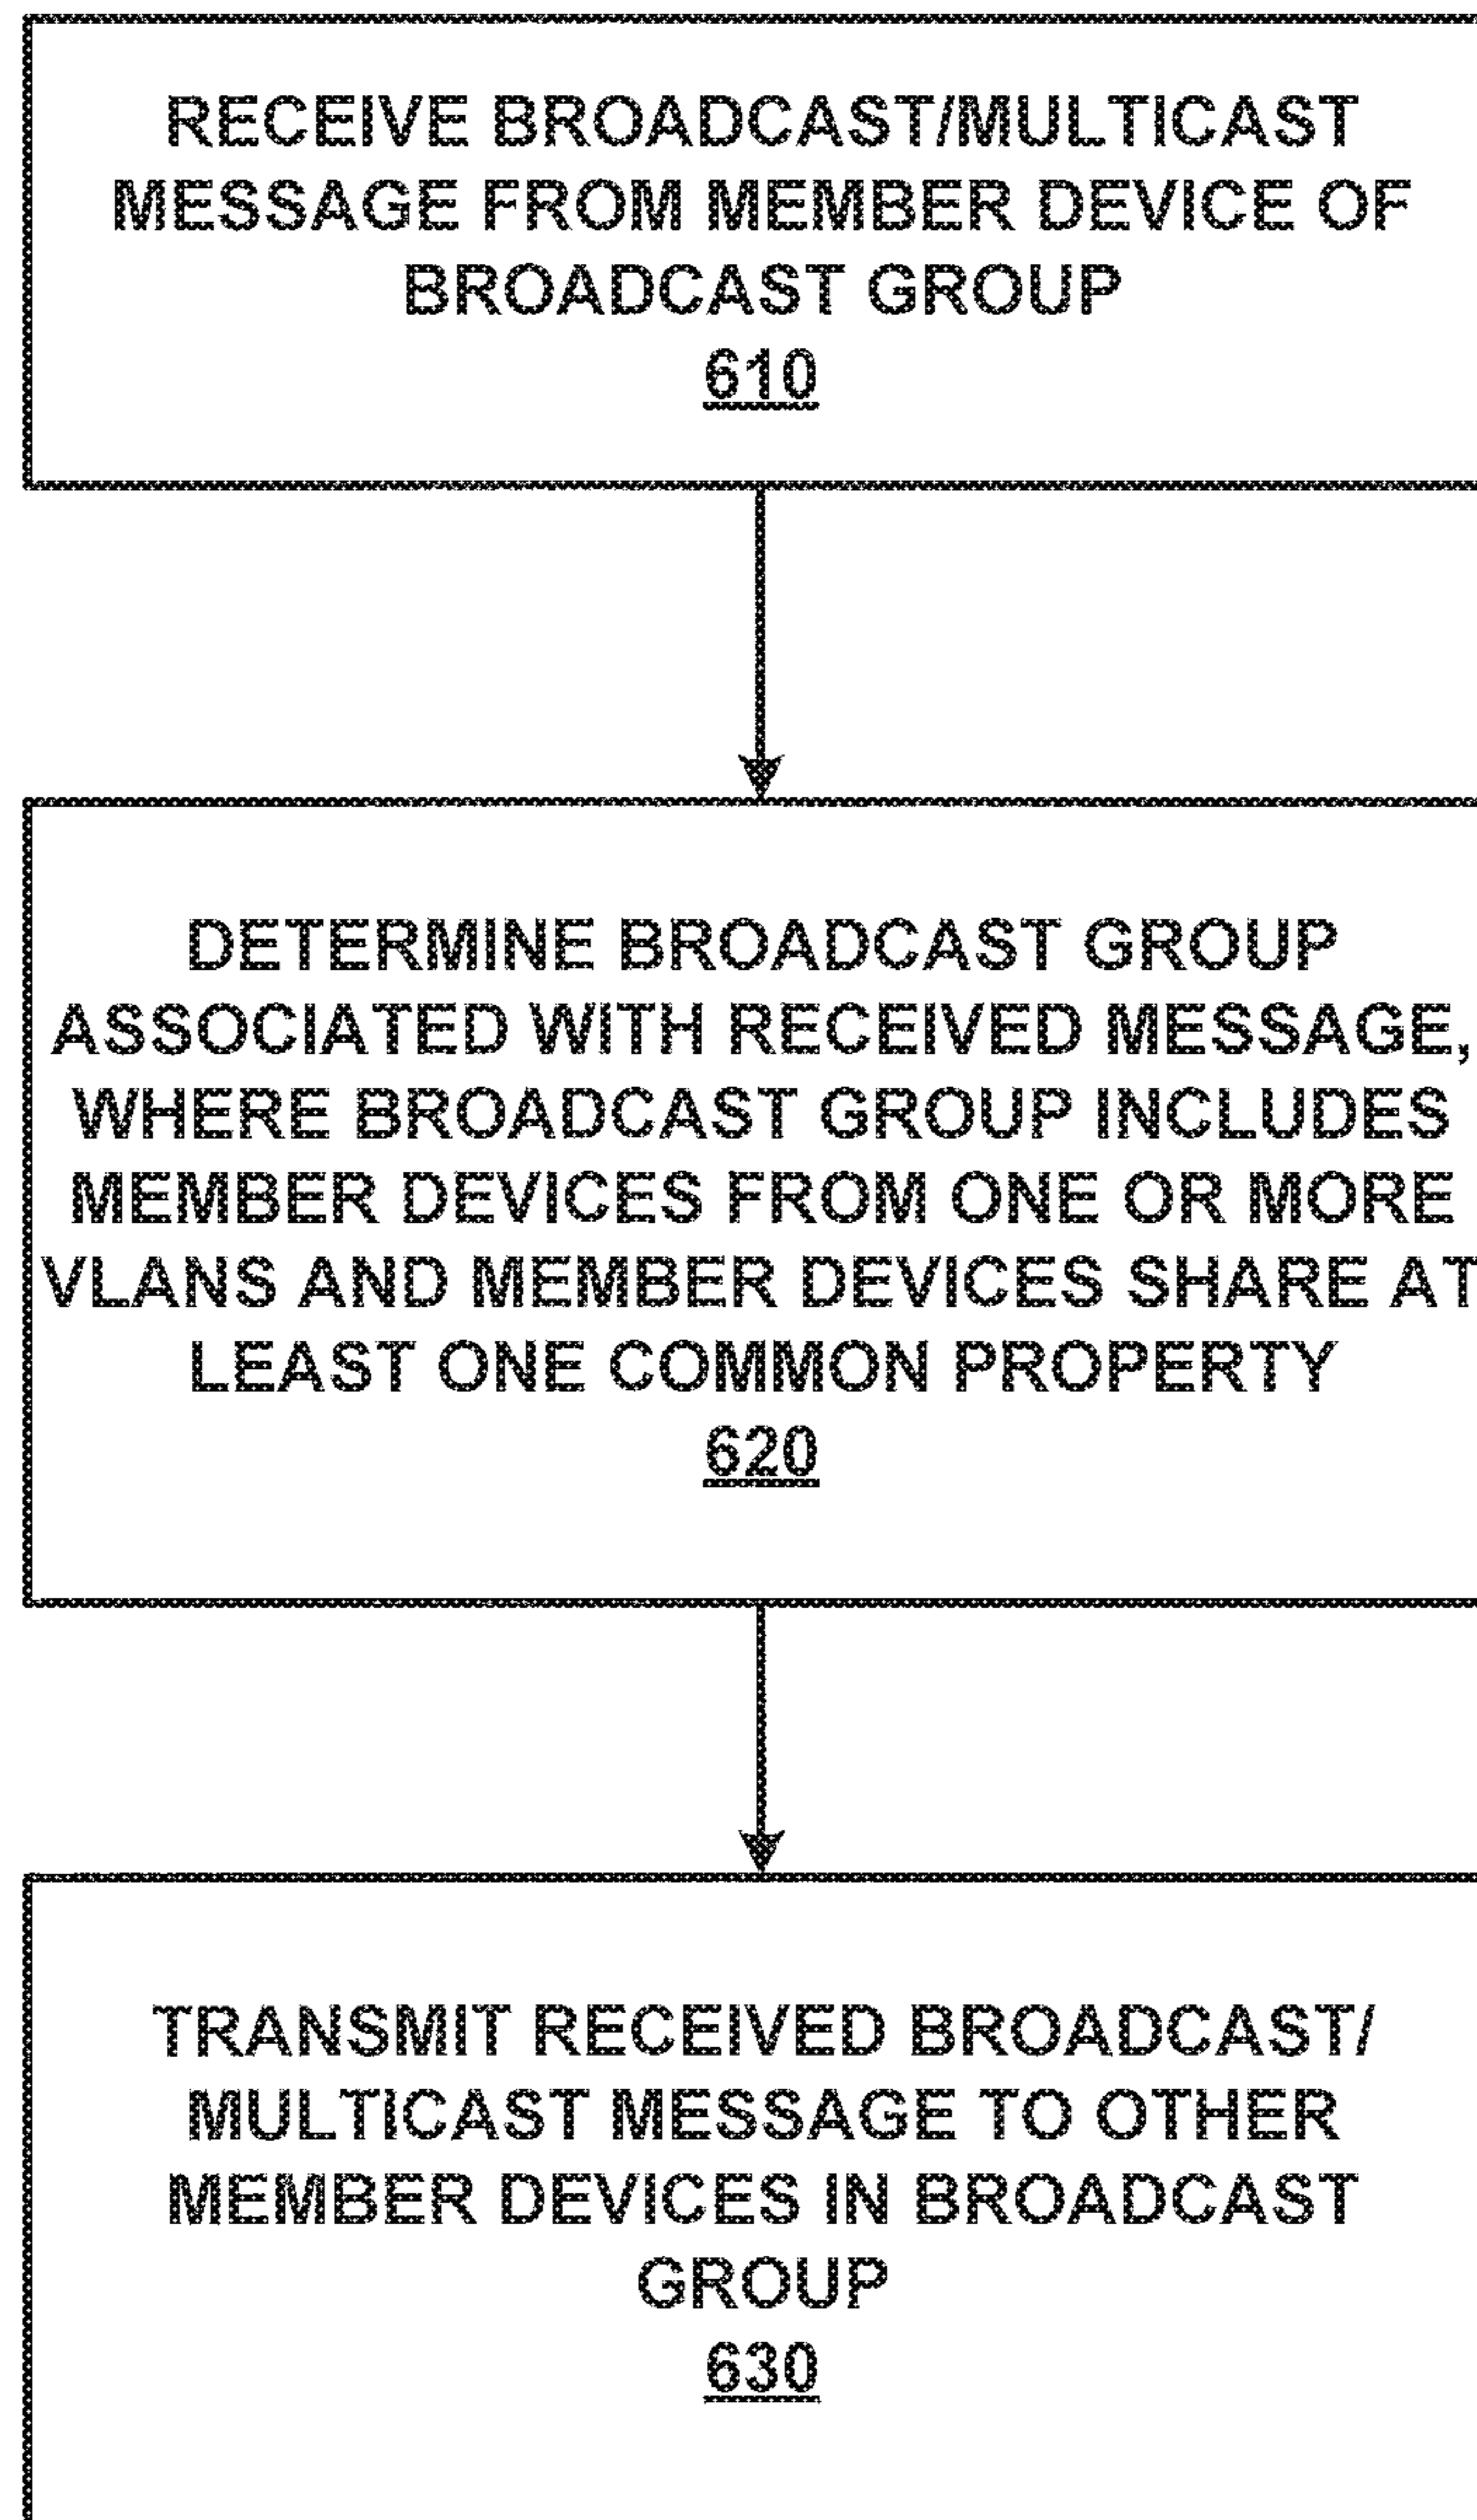 RECEIVE BROADCAST/MULTICAST
MESSAGE FROM MEMBER DEVICE OF
BROADCAST GROUP
610
DETERMINE BROADCAST GROUP
ASSOCIATED WITH RECEIVED MESSAGE,
WHERE BROADCAST GROUP INCLUDES
MEMBER DEVICES FROM ONE OR MORE
VLANS AND MEMBER DEVICES SHARE AT
LEAST ONE COMMON PROPERTY
620
TRANSMIT RECEIVED BROADCAST/
MULTICAST MESSAGE TO OTHER
MEMBER DEVICES IN BROADCAST
GROUP
630